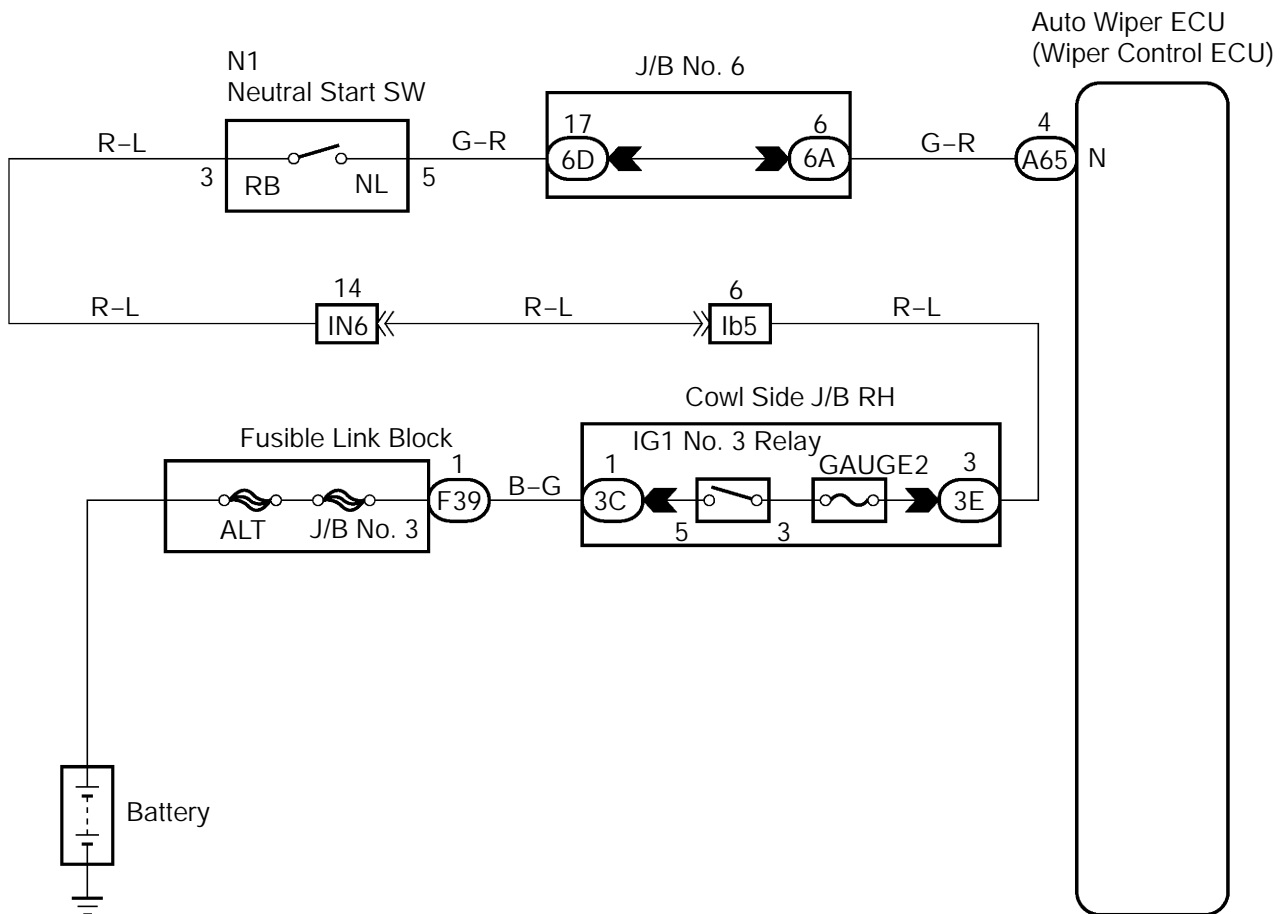 Auto Wiper ECU
(Wiper Control ECU)
N1
Neutral Start SW
J/B No. 6
R–L
3
RB
NL
5
G–R
17
6D
6
6A
G–R
4
A65
N
R–L
14
IN6
R–L
6
Ib5
R–L
Cowl Side J/B RH
Fusible Link Block
IG1 No. 3 Relay
GAUGE2
ALT
J/B No. 3
1
F39
B–G
1
3C
5
3
3
3E
Battery